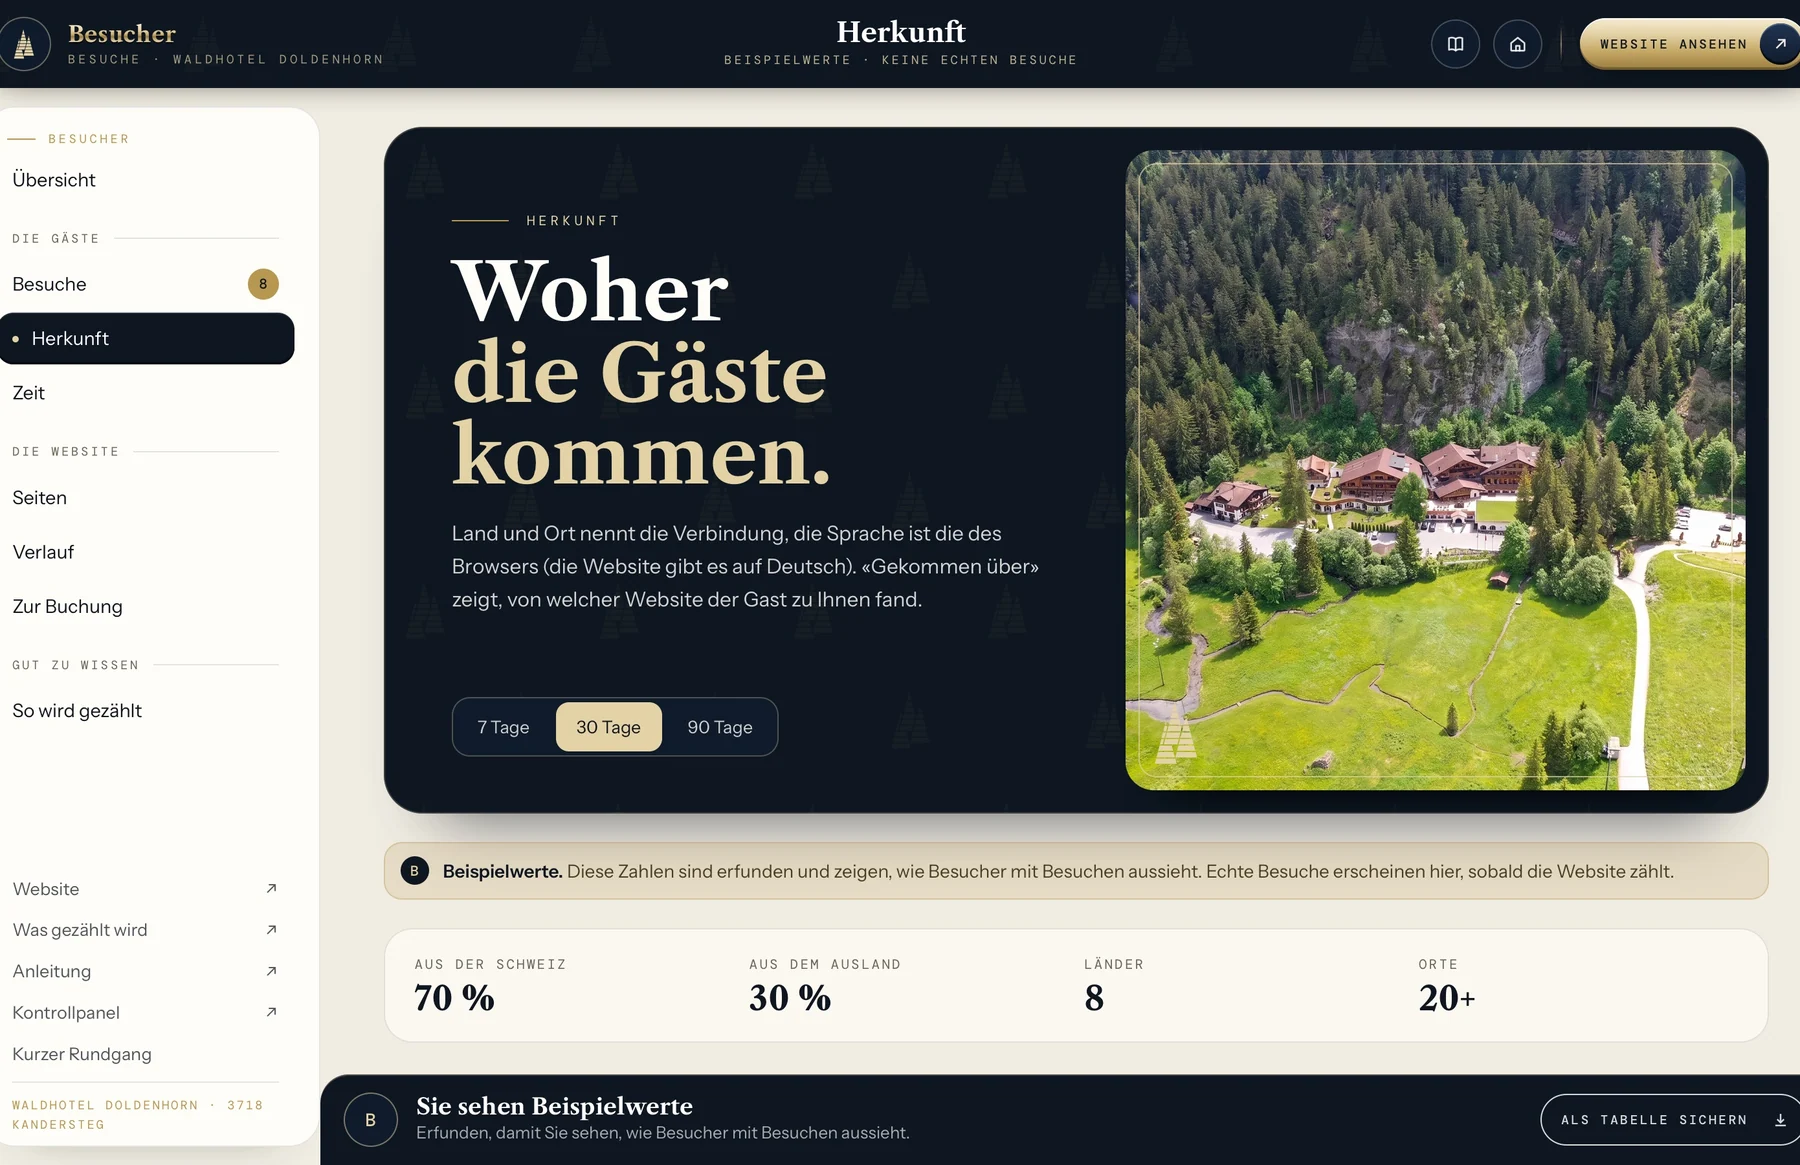 Besucher
BESUCHE · WALDHOTEL DOLDENHORN
Herkunft
BEISPIELWERTE · KEINE ECHTEN BESUCHE
WEBSITE ANSEHEN
BESUCHER
Übersicht
DIE GÄSTE
Besuche 8
Herkunft
Zeit
DIE WEBSITE
Seiten
Verlauf
Zur Buchung
GUT ZU WISSEN
So wird gezählt
Website
Was gezählt wird
Anleitung
Kontrollpanel
Kurzer Rundgang
WALDHOTEL DOLDENHORN · 3718
KANDERSTEG
HERKUNFT
Woher
die Gäste
kommen.
Land und Ort nennt die Verbindung, die Sprache ist die des
Browsers (die Website gibt es auf Deutsch). «Gekommen über»
zeigt, von welcher Website der Gast zu Ihnen fand.
7 Tage 30 Tage 90 Tage
B Beispielwerte. Diese Zahlen sind erfunden und zeigen, wie Besucher mit Besuchen aussieht. Echte Besuche erscheinen hier, sobald die Website zählt.
AUS DER SCHWEIZ
70 %
AUS DEM AUSLAND
30 %
LÄNDER
8
ORTE
20+
B
Sie sehen Beispielwerte
Erfunden, damit Sie sehen, wie Besucher mit Besuchen aussieht.
ALS TABELLE SICHERN